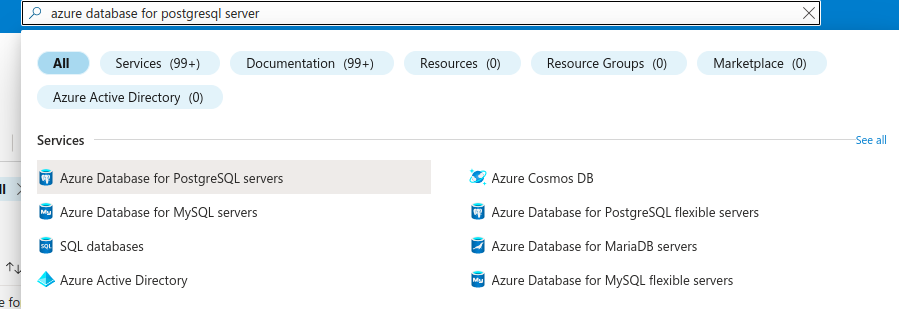 azure database for postgresql server
All Services (99+) Documentation (99+) Resources (0) Resource Groups (0) Marketplace (0)
Azure Active Directory (0)
Services See all
Azure Database for PostgreSQL servers Azure Cosmos DB
Azure Database for MySQL servers Azure Database for PostgreSQL flexible servers
SQL databases Azure Database for MariaDB servers
Azure Active Directory Azure Database for MySQL flexible servers